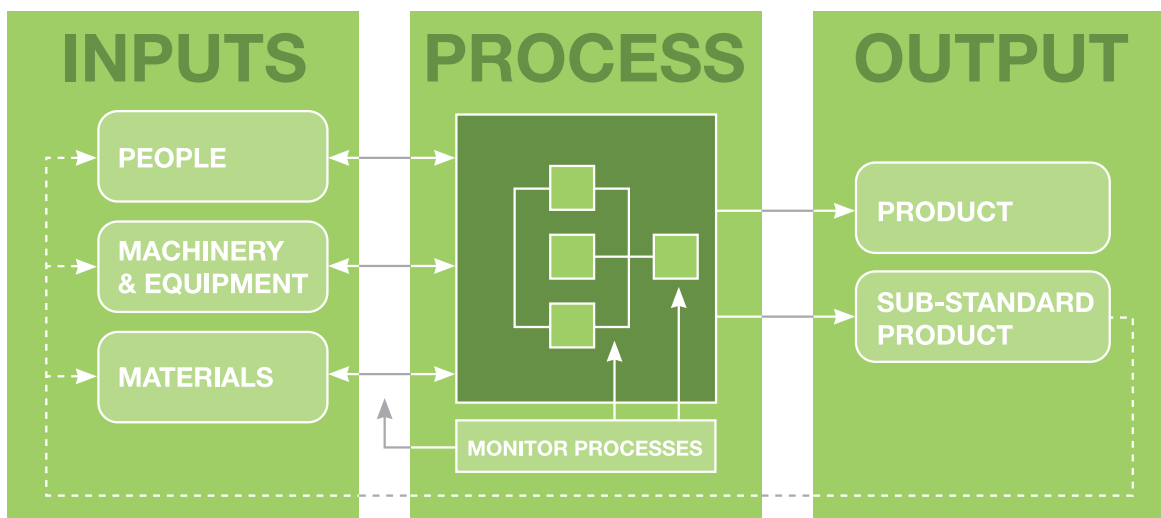 INPUTS
PROCESS
OUTPUT
PEOPLE
MACHINERY
& EQUIPMENT
MATERIALS
MONITOR PROCESSES
PRODUCT
SUB-STANDARD
PRODUCT